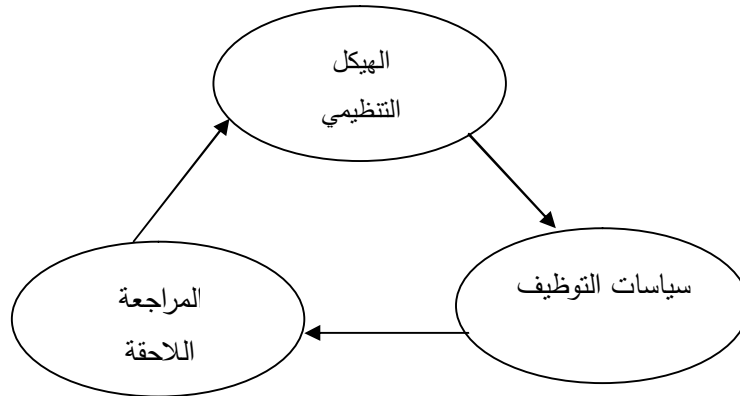 الهيكل
التنظيمي
سياسات التوظيف
المراجعة
اللاحقة